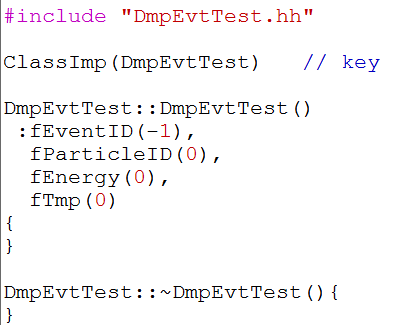 #include "DmpEvtTest.hh"
ClassImp(DmpEvtTest)   // key
DmpEvtTest::DmpEvtTest()
 :fEventID(-1),
  fParticleID(0),
  fEnergy(0),
  fTmp(0)
{
}
DmpEvtTest::~DmpEvtTest(){
}